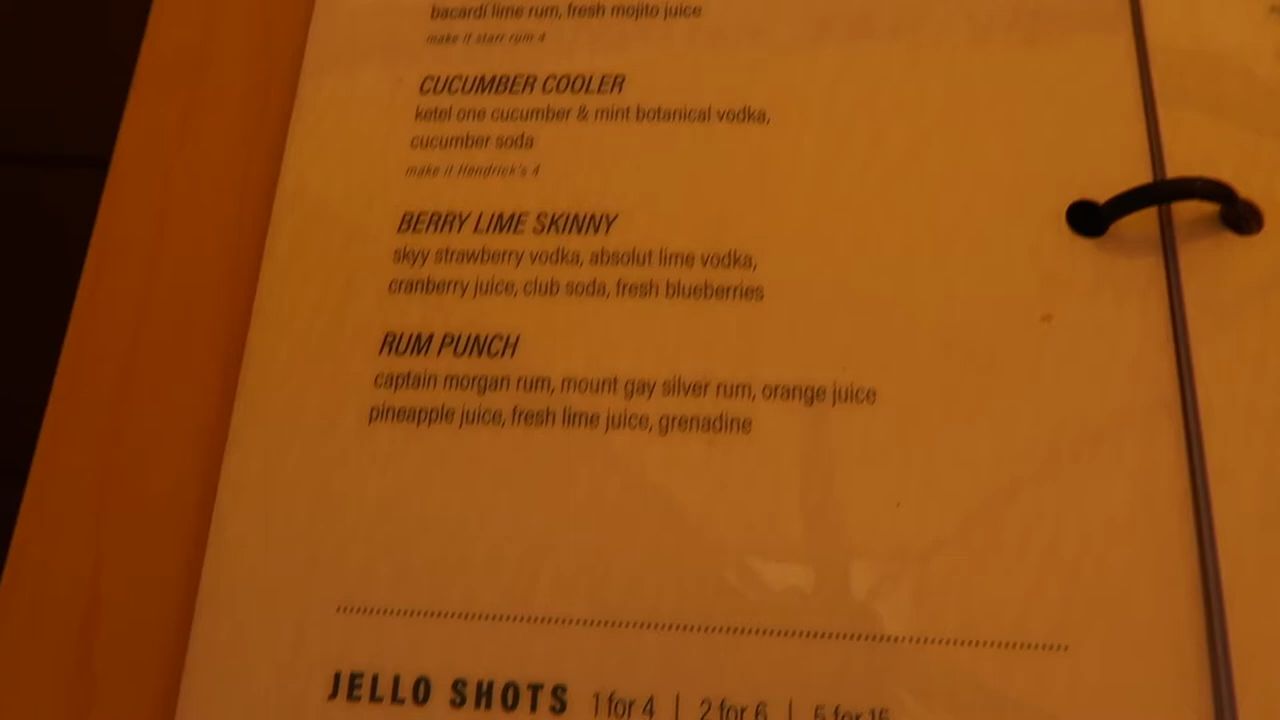 bacardi lime rum, fresh mojito juice
make it starr rum 4
CUCUMBER COOLER
ketel one cucumber & mint botanical vodka,
cucumber soda
make it Hendrick's 4
BERRY LIME SKINNY
skyy strawberry vodka, absolut lime vodka,
cranberry juice, club soda, fresh blueberries
RUM PUNCH
captain morgan rum, mount gay silver rum, orange juice
pineapple juice, fresh lime juice, grenadine
JELLO SHOTS 1 for 4 | 2 for 6 | 5 for 15